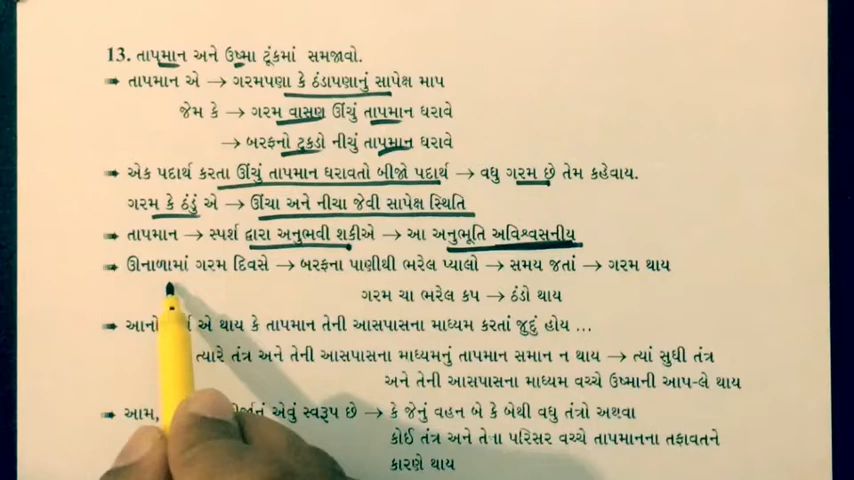 13. તાપમાન અને ઉષ્મા ટૂંકમાં સમજાવો.
➡ તાપમાન એ → ગરમપણા કે ઠંડાપણાનું સાપેક્ષ માપ
જેમ કે → ગરમ વાસણ ઊંચું તાપમાન ધરાવે
→ બરફનો ટુકડો નીચું તાપમાન ધરાવે
➡ એક પદાર્થ કરતા ઊંચું તાપમાન ધરાવતો બીજો પદાર્થ → વધુ ગરમ છે તેમ કહેવાય.
ગરમ કે ઠંડું એ → ઊંચા અને નીચા જેવી સાપેક્ષ સ્થિતિ
➡ તાપમાન → સ્પર્શ દ્વારા અનુભવી શકીએ → આ અનુભૂતિ અવિશ્વસનીય
➡ ઊનાળામાં ગરમ દિવસે → બરફના પાણીથી ભરેલ પ્યાલો → સમય જતાં → ગરમ થાય
ગરમ ચા ભરેલ કપ → ઠંડો થાય
➡ એ થાય કે તાપમાન તેની આસપાસના માધ્યમ કરતાં જુદું હોય ...
ત્યારે તંત્ર અને તેની આસપાસના માધ્યમનું તાપમાન સમાન ન થાય → ત્યાં સુધી તંત્ર
અને તેની આસપાસના માધ્યમ વચ્ચે ઉષ્માની આપ-લે થાય
➡ આમ, એવું સ્વરૂપ છે → કે જેનું વહન બે કે બેથી વધુ તંત્રો અથવા
કોઈ તંત્ર અને તેના પરિસર વચ્ચે તાપમાનના તફાવતને
કારણે થાય